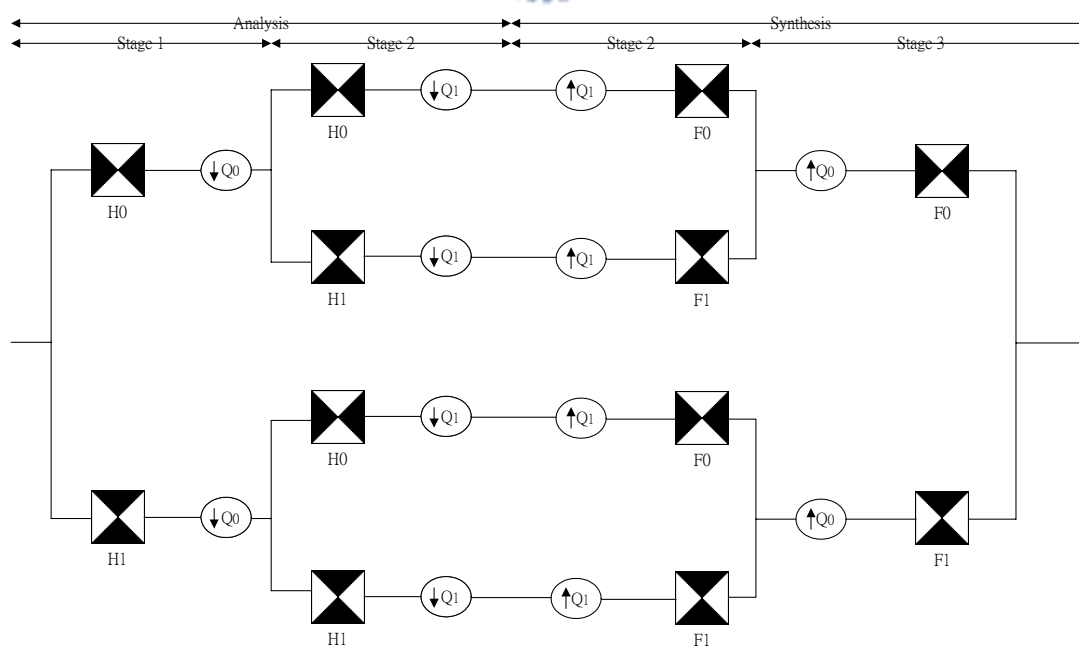 Analysis Synthesis
Stage 1 Stage 2 Stage 2 Stage 3
↓Q1 ↑Q1
H0 F0
↓Q0 ↑Q0
H0 F0
↓Q1 ↑Q1
H1 F1
↓Q1 ↑Q1
H0 F0
↓Q0 ↑Q0
H1 F1
↓Q1 ↑Q1
H1 F1